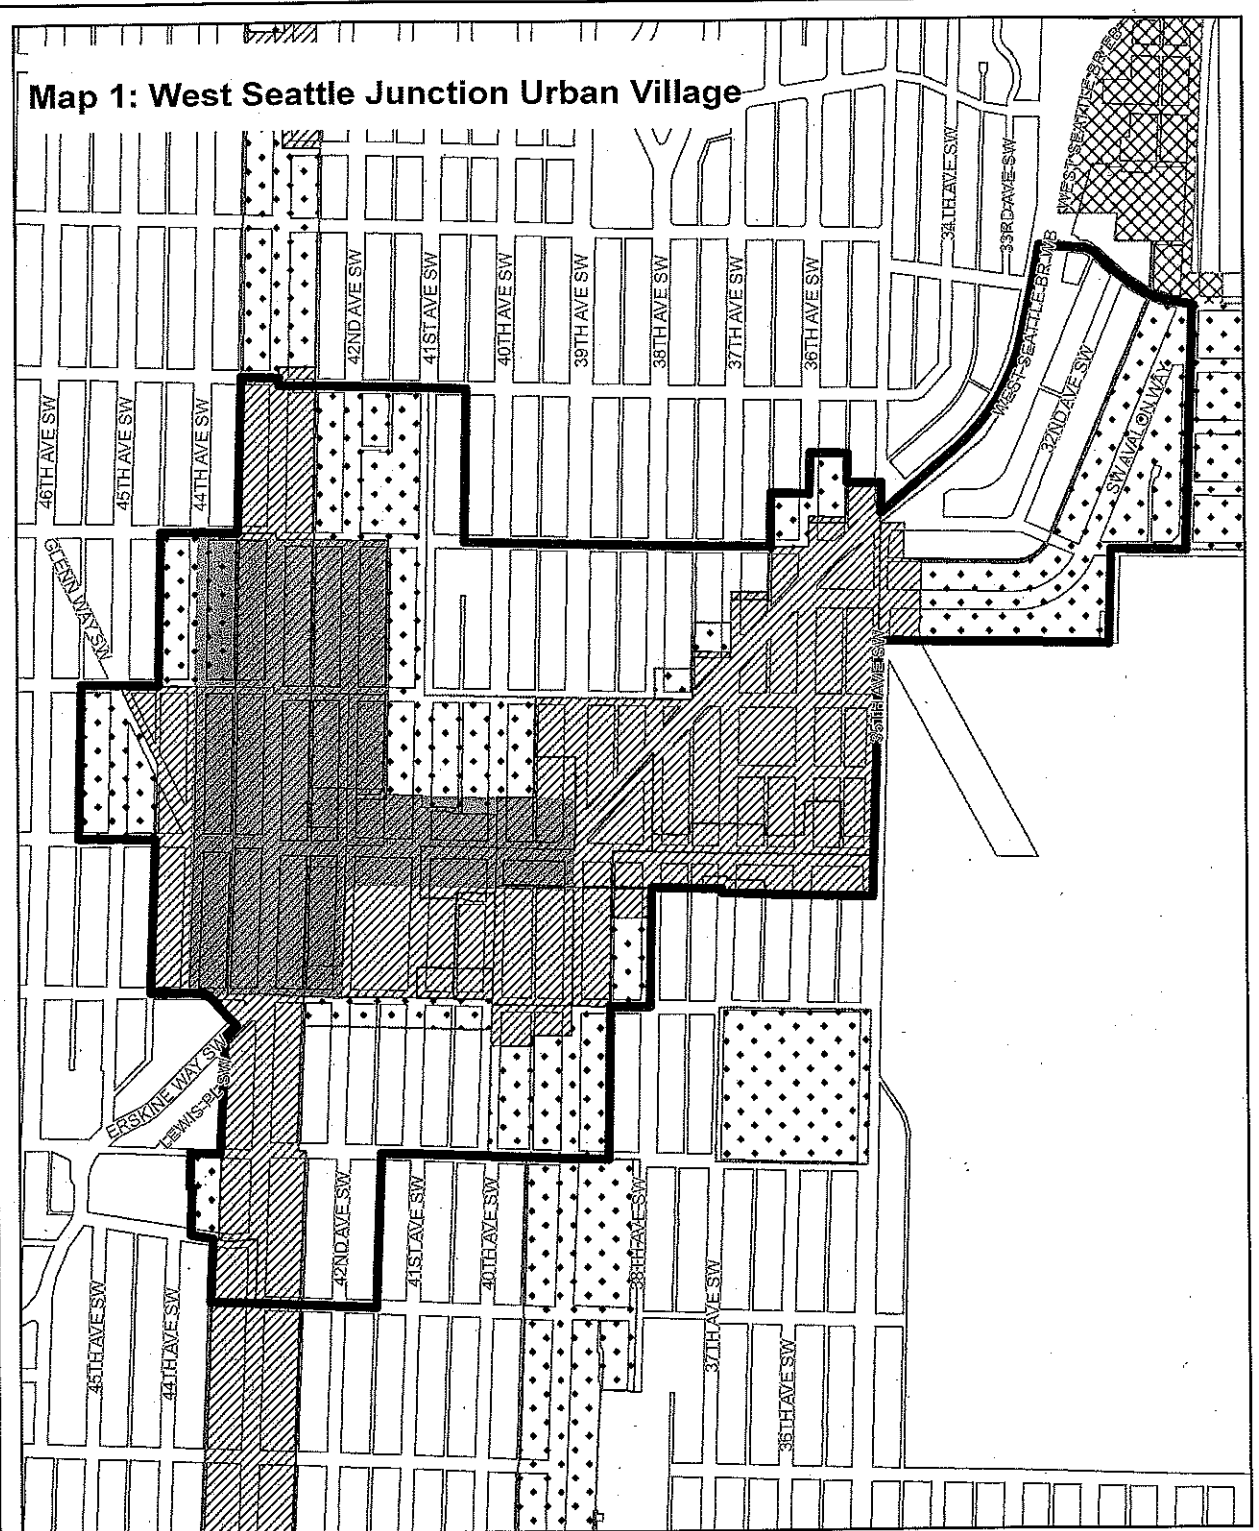 Map 1: West Seattle Junction Urban Village
WEST SEATTLE BR EB
34TH AVE SW
33RD AVE SW
WEST SEATTLE BR WB
42ND AVE SW
41ST AVE SW
40TH AVE SW
39TH AVE SW
38TH AVE SW
37TH AVE SW
36TH AVE SW
32ND AVE SW
SW AVALON WAY
46TH AVE SW
45TH AVE SW
44TH AVE SW
GLENN WAY SW
35TH AVE SW
ERSKINE WAY SW
LEWIS PL SW
42ND AVE SW
41ST AVE SW
40TH AVE SW
38TH AVE SW
45TH AVE SW
44TH AVE SW
37TH AVE SW
36TH AVE SW